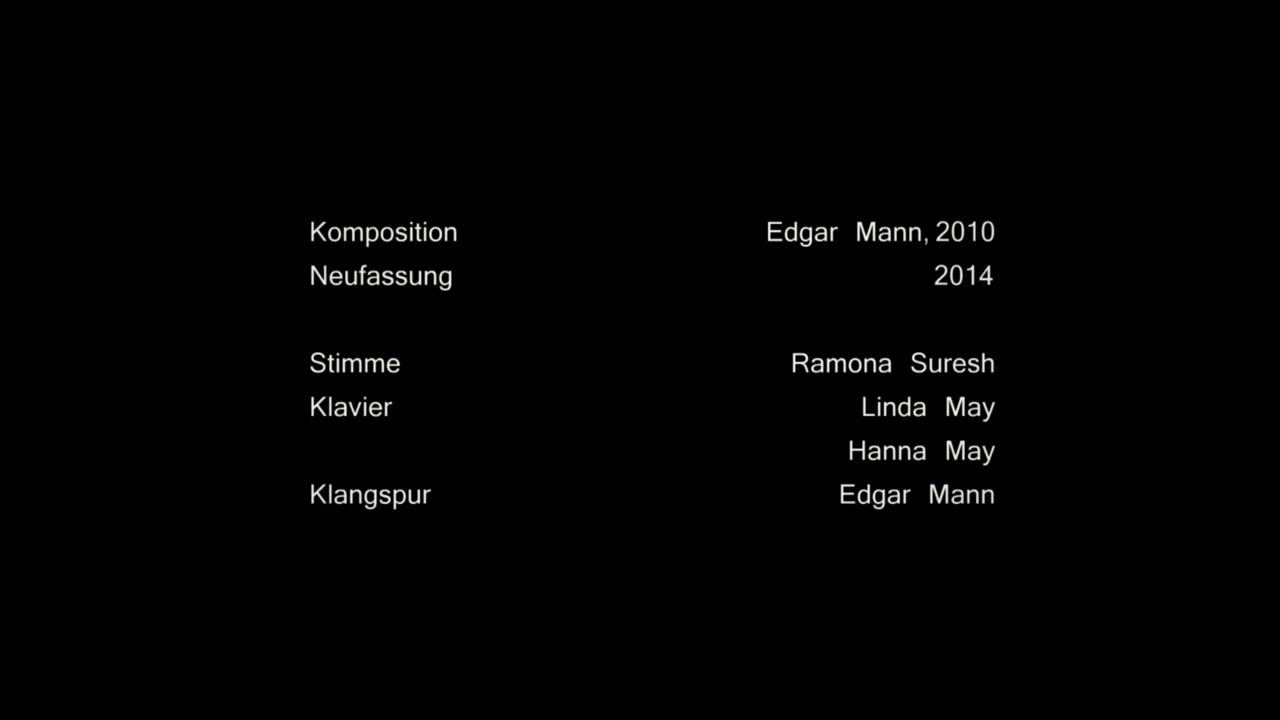 Komposition Edgar Mann, 2010
Neufassung 2014
Stimme Ramona Suresh
Klavier Linda May
Hanna May
Klangspur Edgar Mann